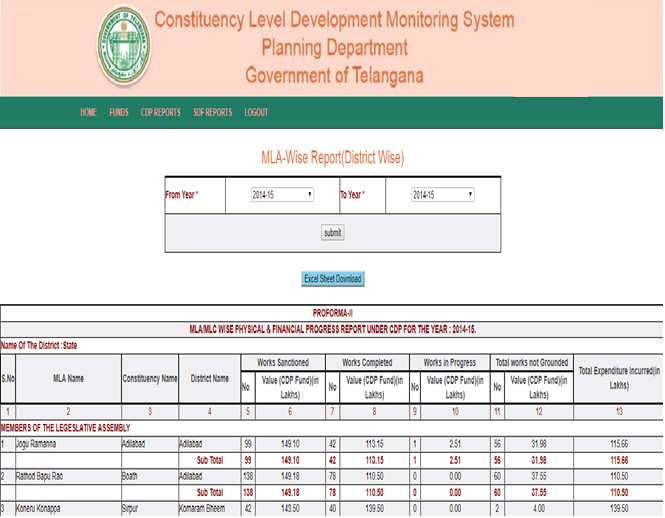 Constituency Level Development Monitoring System
Planning Department
Government of Telangana
HOME FUNDS CDP REPORTS SDF REPORTS LOGOUT
MLA-Wise Report(District Wise)
From Year * 2014-15 To Year * 2014-15
submit
Excel Sheet Download
PROFORMA-II
MLA/MLC WISE PHYSICAL & FINANCIAL PROGRESS REPORT UNDER CDP FOR THE YEAR : 2014-15.
Name Of The District :State
S.No MLA Name Constituency Name District Name Works Sanctioned Works Completed Works in Progress Total works not Grounded Total Expenditure Incurred(in Lakhs)
No Value (CDP Fund)(in Lakhs) No Value (CDP Fund)(in Lakhs) No Value (CDP Fund)(in Lakhs) No Value (CDP Fund)(in Lakhs)
1 2 3 4 5 6 7 8 9 10 11 12 13
MEMBERS OF THE LEGESLATIVE ASSEMBLY
1 Jogu Ramanna Adilabad Adilabad 99 149.10 42 113.15 1 2.51 56 31.98 115.66
Sub Total 99 149.10 42 113.15 1 2.51 56 31.98 115.66
2 Rathod Bapu Rao Boath Adilabad 138 149.18 78 110.50 0 0.00 60 37.55 110.50
Sub Total 138 149.18 78 110.50 0 0.00 60 37.55 110.50
3 Koneru Konappa Sirpur Komaram Bheem 42 143.50 40 139.50 0 0.00 2 4.00 139.50